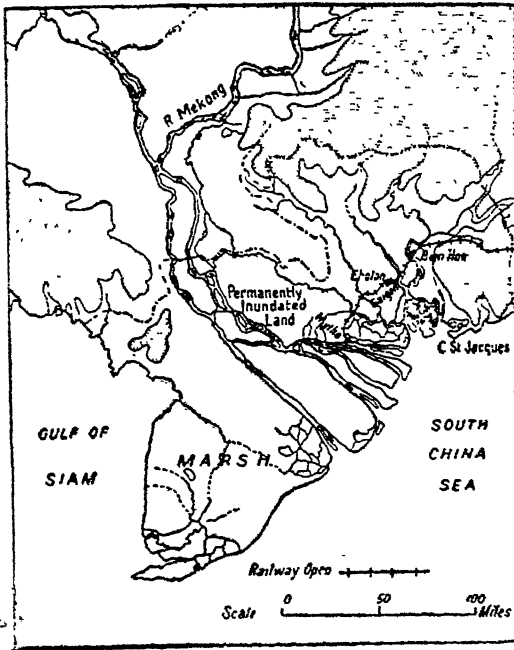 R Mekong
Bien Hoa
Cholon
Permanently
Inundated
Land
Mytho
C St Jacques
GULF OF
SIAM
MARSH
SOUTH
CHINA
SEA
Railway Open
Scale 0 50 100 Miles